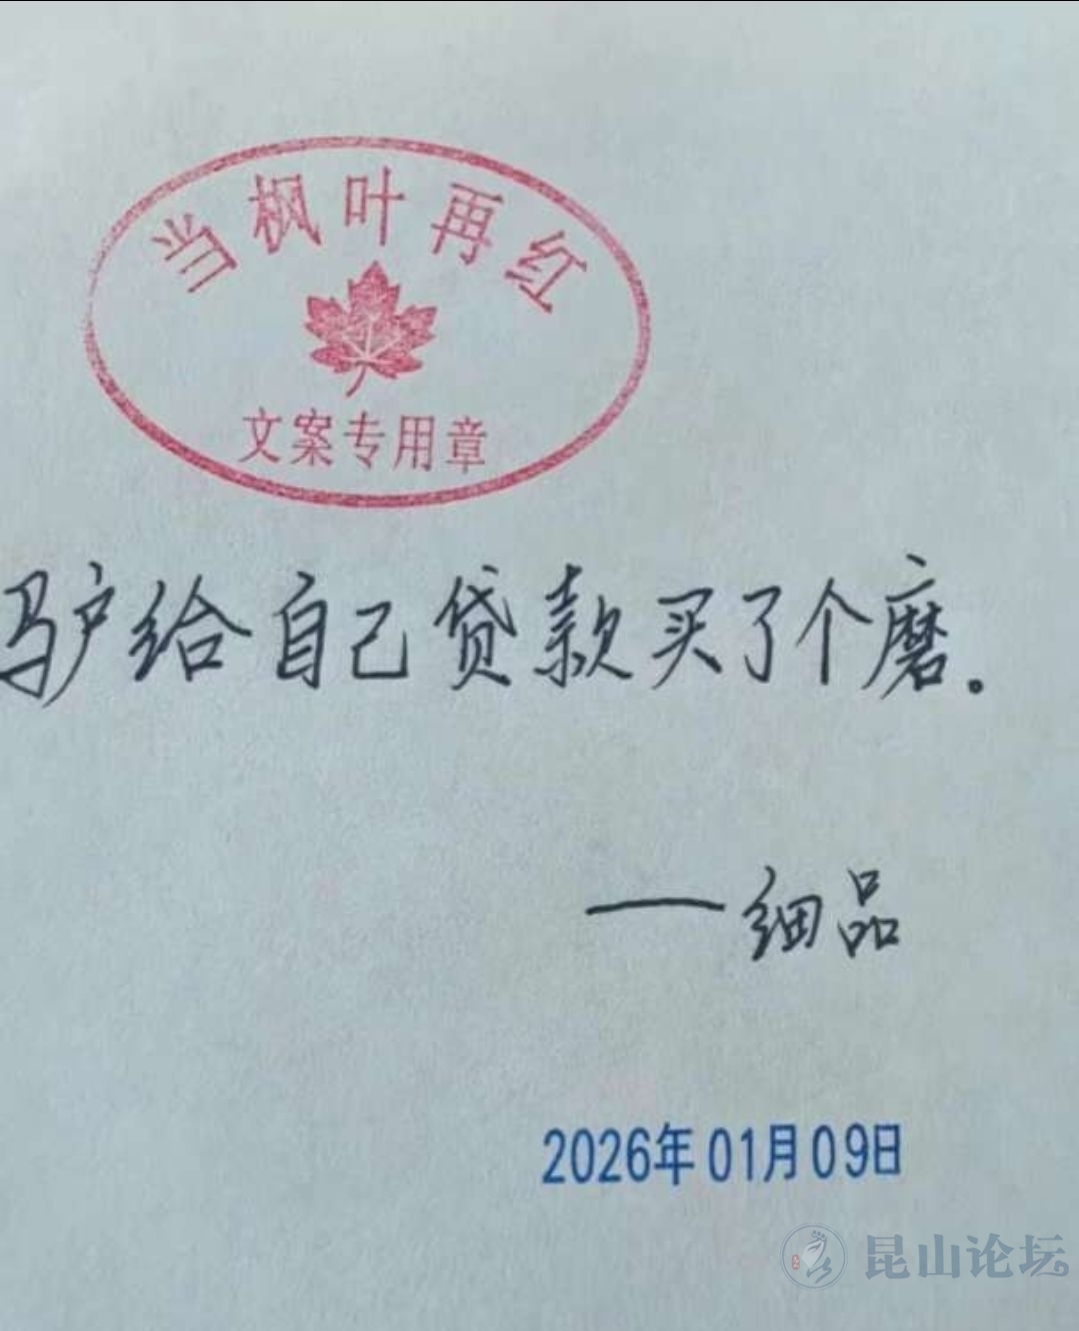 当枫叶再红
文案专用章
驴给自己贷款买了个磨.
——细品
2026年01月09日
昆山论坛